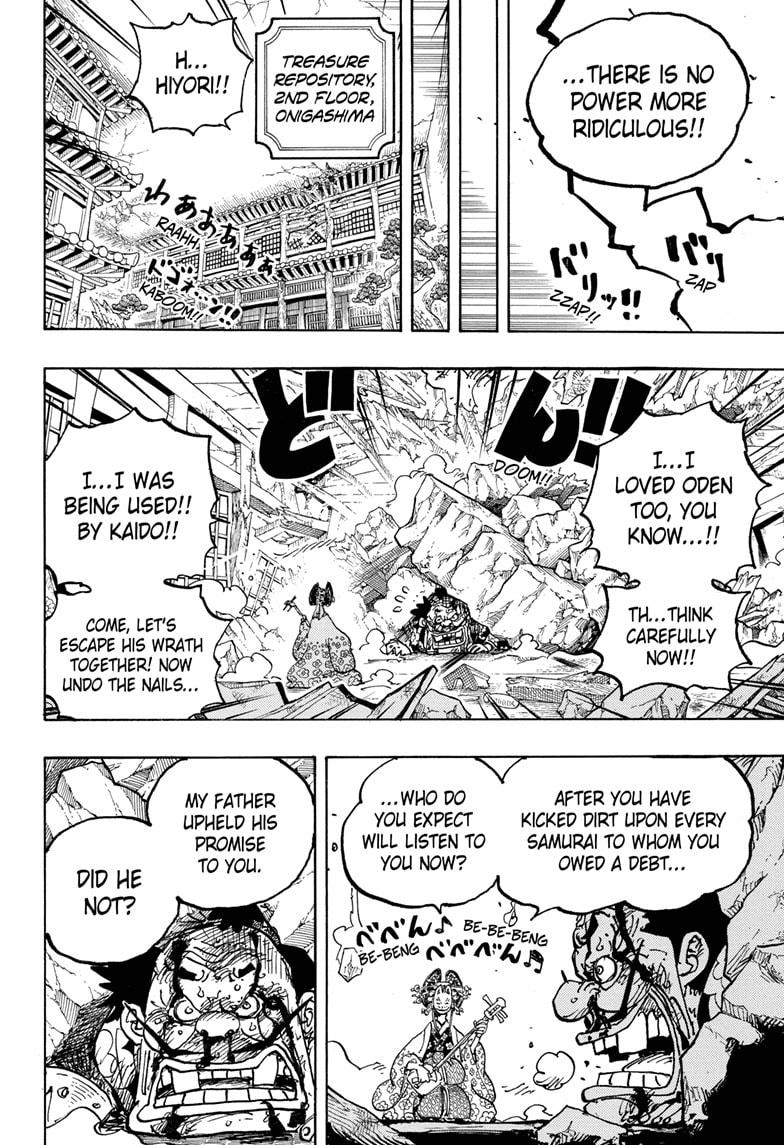 ...THERE IS NO
POWER MORE
RIDICULOUS!!
バリッ!!
ZZAP!!
バッ
ZAP
TREASURE
REPOSITORY,
2ND FLOOR,
ONIGASHIMA
H...
HIYORI!!
わあああああ
RAAHH
ドゴォ…ン!!
KABOOM!!
どん!!
DOOM!!
I...I
LOVED ODEN
TOO, YOU
KNOW...!!
TH...THINK
CAREFULLY
NOW!!
I...I WAS
BEING USED!!
BY KAIDO!!
COME, LET'S
ESCAPE HIS WRATH
TOGETHER! NOW
UNDO THE NAILS...
AFTER YOU HAVE
KICKED DIRT UPON EVERY
SAMURAI TO WHOM YOU
OWED A DEBT...
...WHO DO
YOU EXPECT
WILL LISTEN TO
YOU NOW?
べべん♪
BE-BENG
べべべん♬
BE-BE-BENG
MY FATHER
UPHELD HIS
PROMISE
TO YOU.
DID HE
NOT?